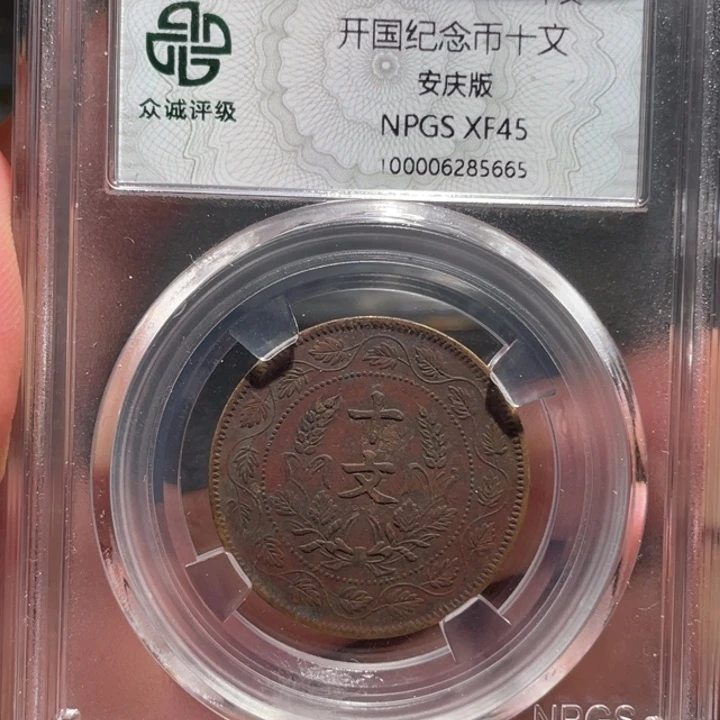 开国纪念币十文
安庆版
众诚评级
NPGS XF45
100006285665
十
文
NPGS